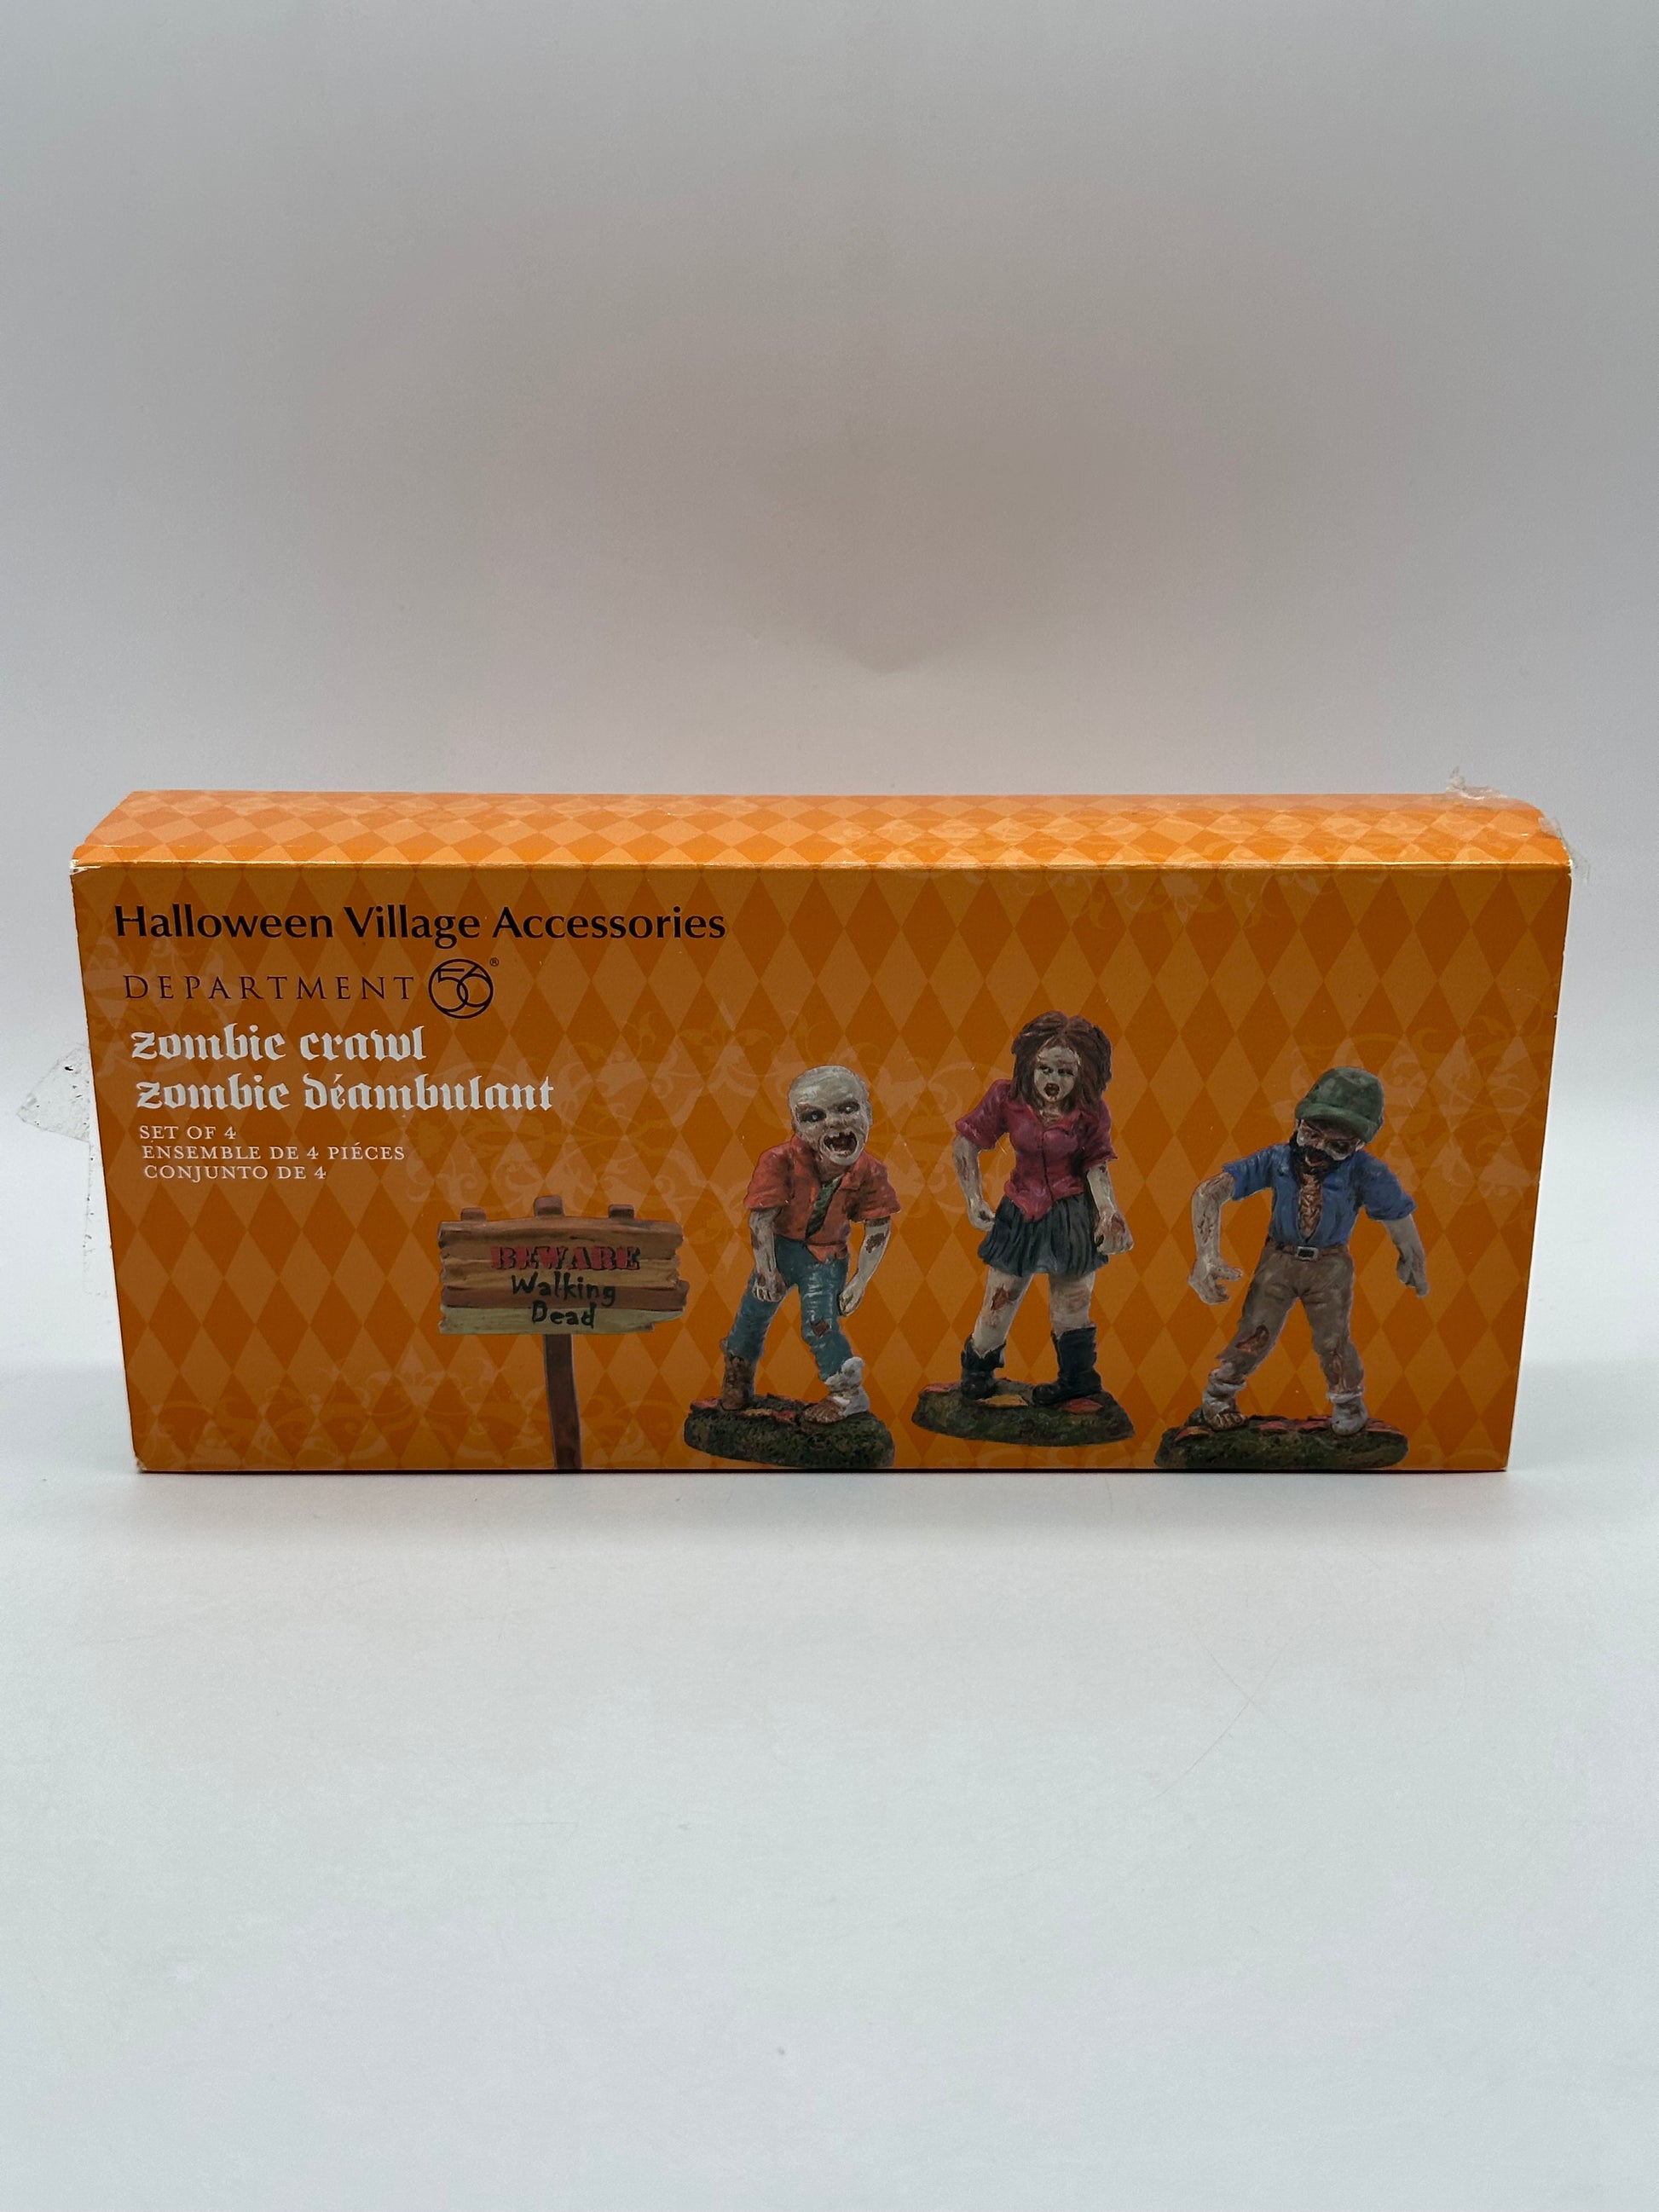 Halloween Village Accessories
DEPARTMENT 56®
zombie crawl
zombie déambulant
SET OF 4
ENSEMBLE DE 4 PIÉCES
CONJUNTO DE 4
BEWARE
Walking
Dead